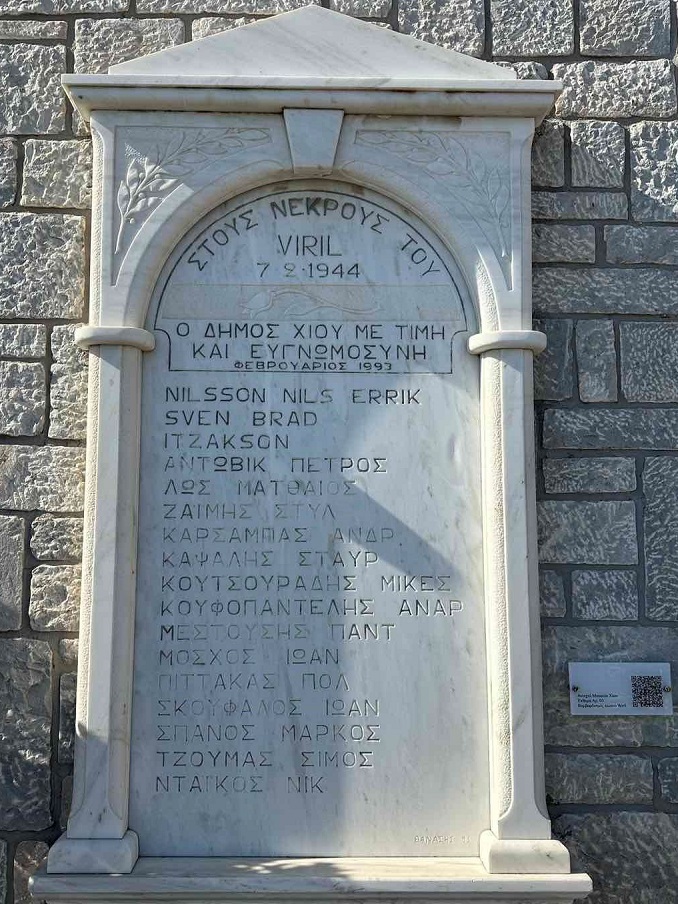 ΣΤΟΥΣ ΝΕΚΡΟΥΣ ΤΟΥ
VIRIL
7 2·1944
Ο ΔΗΜΟΣ ΧΙΟΥ ΜΕ ΤΙΜΗ
ΚΑΙ ΕΥΓΝΩΜΟΣΥΝΗ
ΦΕΒΡΟΥΑΡΙΟΣ 1993
NILSSON NILS ERRIK
SVEN BRAD
ITZAKSON
ΑΝΤΩΒΙΚ ΠΕΤΡΟΣ
ΛΩΣ ΜΑΤΘΑΙΟΣ
ΖΑΙΜΗΣ ΣΤΥΛ
ΚΑΡΣΑΜΠΑΣ ΑΝΔΡ
ΚΑΨΑΛΗΣ ΣΤΑΥΡ
ΚΟΥΤΣΟΥΡΑΔΗΣ ΜΙΚΕΣ
ΚΟΥΦΟΠΑΝΤΕΛΗΣ ΑΝΑΡ
ΜΕΣΤΟΥΣΗΣ ΠΑΝΤ
ΜΟΣΧΟΣ ΙΩΑΝ
ΠΙΤΤΑΚΑΣ ΠΟΛ
ΣΚΟΥΦΑΛΟΣ ΙΩΑΝ
ΣΠΑΝΟΣ ΜΑΡΚΟΣ
ΤΖΟΥΜΑΣ ΣΙΜΟΣ
ΝΤΑΙΚΟΣ ΝΙΚ